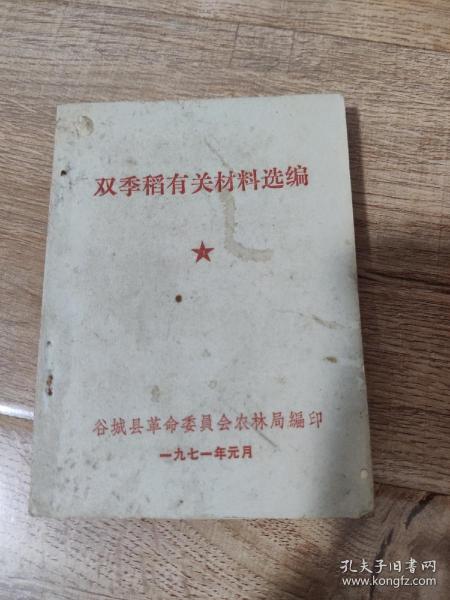 双季稻有关材料选编
谷城县革命委員会农林局編印
一九七一年元月
孔夫子旧书网
www.kongfz.com